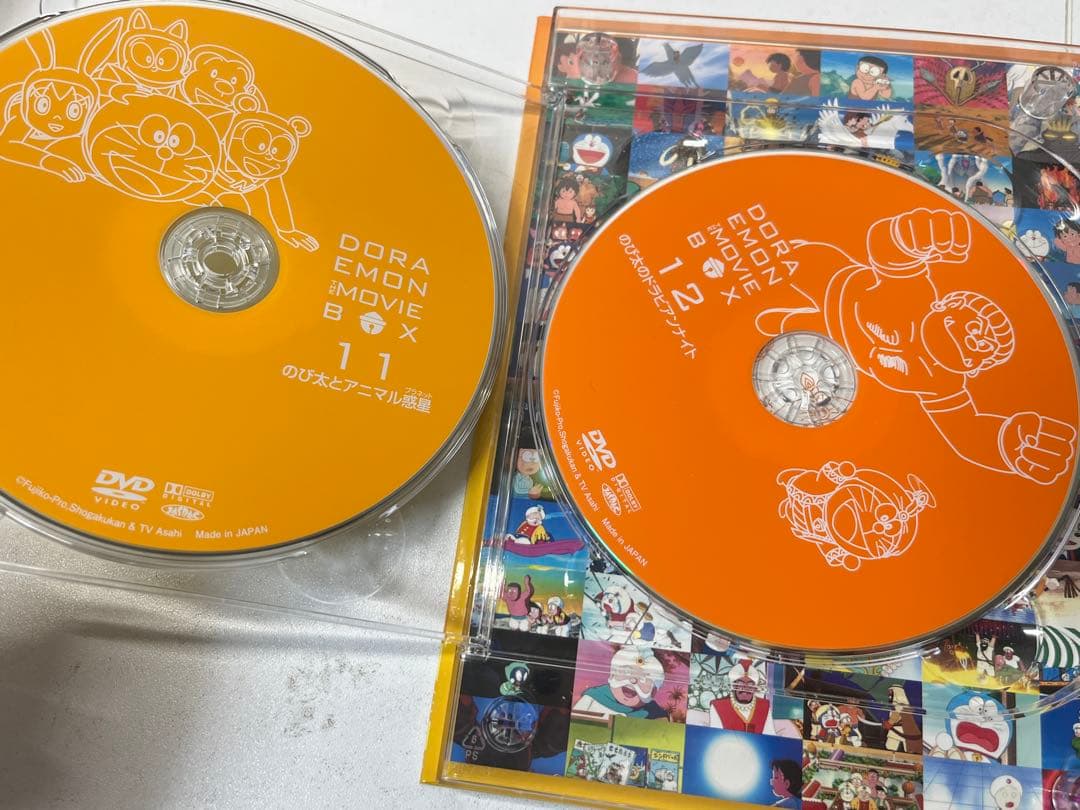 DORA
EMON
THE MOVIE
BOX
11
のび太とアニマル惑星
プラネット
DVD
VIDEO
DOLBY
DIGITAL
©Fujiko-Pro,Shogakukan & TV Asahi Made in JAPAN
DORA
EMON
THE MOVIE
BOX
12
のび太のドラビアンナイト
DVD
VIDEO
DOLBY
DIGITAL
©Fujiko-Pro,Shogakukan & TV Asahi
Made in JAPAN
PS